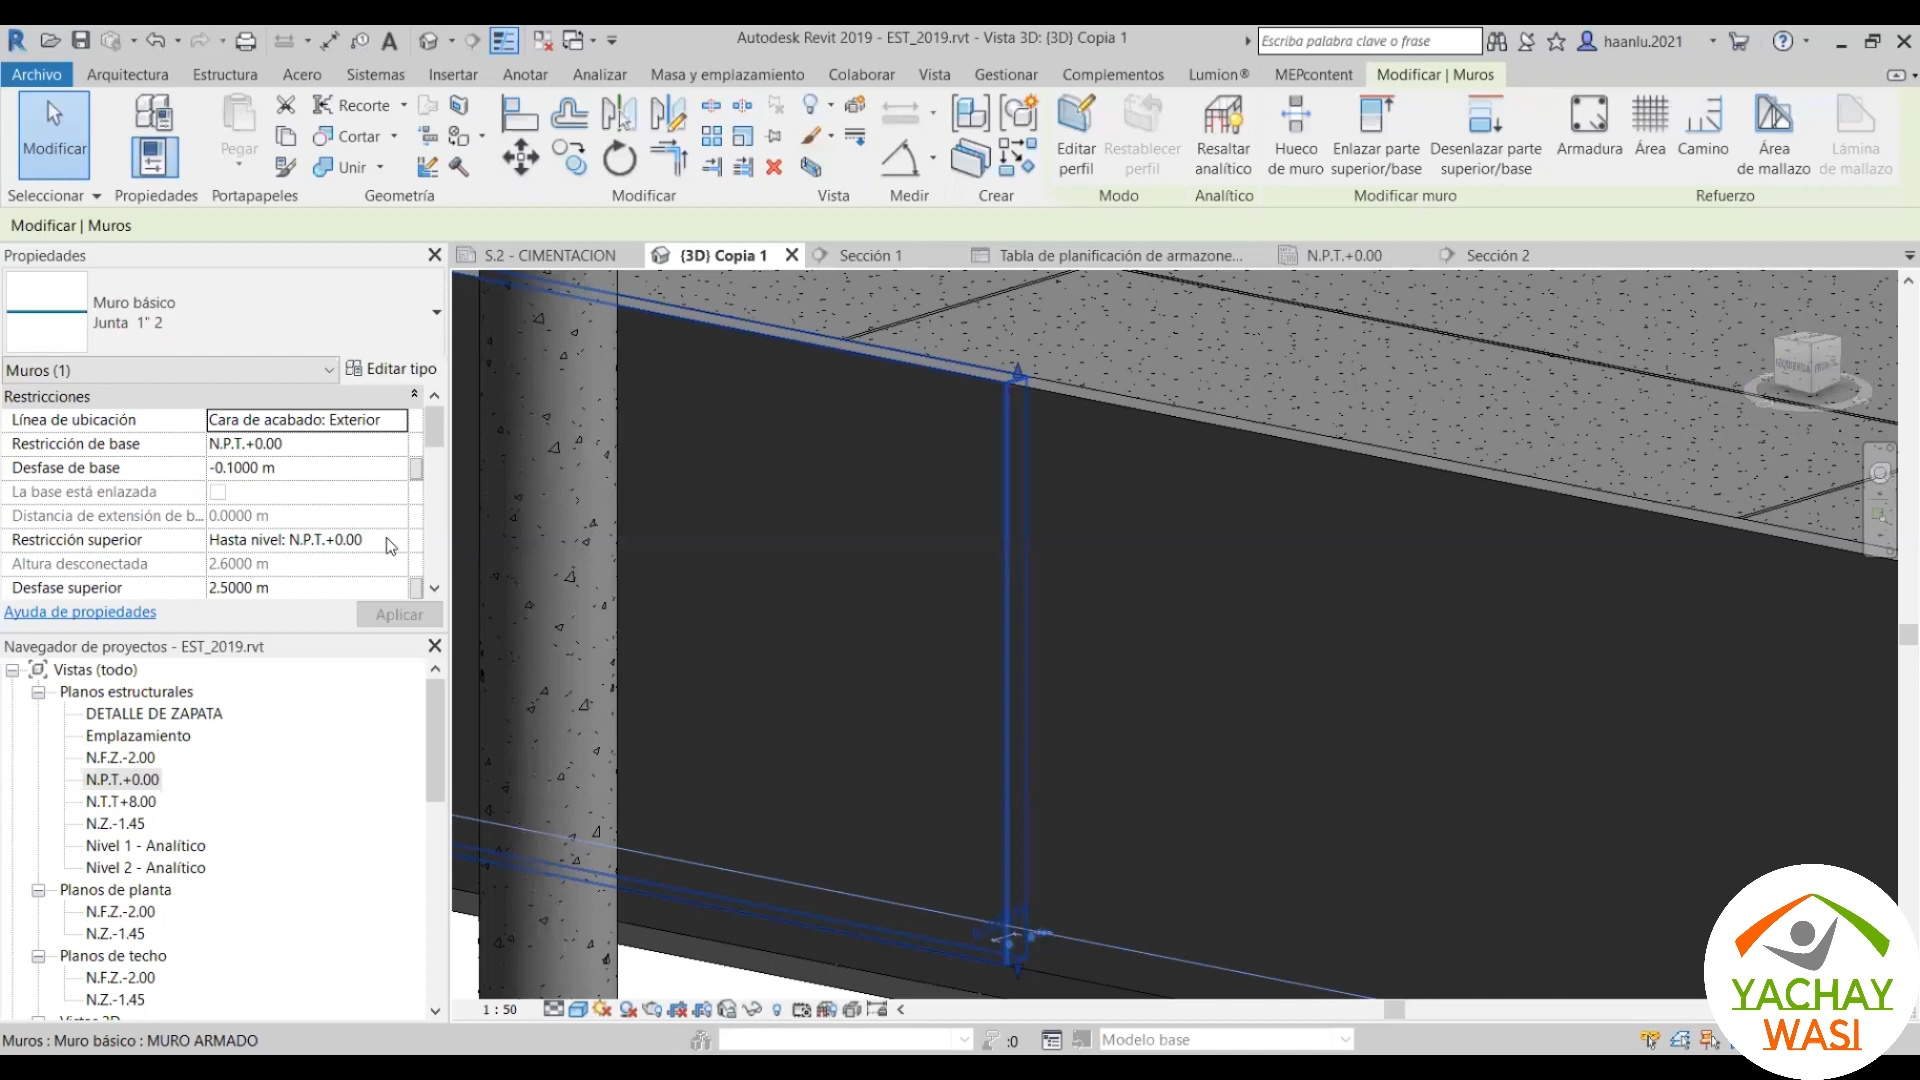 Autodesk Revit 2019 - EST_2019.rvt - Vista 3D: {3D} Copia 1
Escriba palabra clave o frase
haanlu.2021
Archivo Arquitectura Estructura Acero Sistemas Insertar Anotar Analizar Masa y emplazamiento Colaborar Vista Gestionar Complementos Lumion® MEPcontent Modificar | Muros
Modificar
Pegar
Recorte
Cortar
Unir
Editar perfil
Restablecer perfil
Resaltar analítico
Hueco de muro
Enlazar parte superior/base
Desenlazar parte superior/base
Armadura
Área
Camino
Área de mallazo
Lámina de mallazo
Seleccionar Propiedades Portapapeles Geometría Modificar Vista Medir Crear Modo Analítico Modificar muro Refuerzo
Modificar | Muros
Propiedades
S.2 - CIMENTACION {3D} Copia 1 Sección 1 Tabla de planificación de armazone... N.P.T.+0.00 Sección 2
Muro básico
Junta 1" 2
Muros (1) Editar tipo
Restricciones
Línea de ubicación Cara de acabado: Exterior
Restricción de base N.P.T.+0.00
Desfase de base -0.1000 m
La base está enlazada
Distancia de extensión de b... 0.0000 m
Restricción superior Hasta nivel: N.P.T.+0.00
Altura desconectada 2.6000 m
Desfase superior 2.5000 m
Ayuda de propiedades Aplicar
Navegador de proyectos - EST_2019.rvt
Vistas (todo)
Planos estructurales
DETALLE DE ZAPATA
Emplazamiento
N.F.Z.-2.00
N.P.T.+0.00
N.T.T+8.00
N.Z.-1.45
Nivel 1 - Analítico
Nivel 2 - Analítico
Planos de planta
N.F.Z.-2.00
N.Z.-1.45
Planos de techo
N.F.Z.-2.00
N.Z.-1.45
1 : 50
Muros : Muro básico : MURO ARMADO
:0
Modelo base
YACHAY
WASI